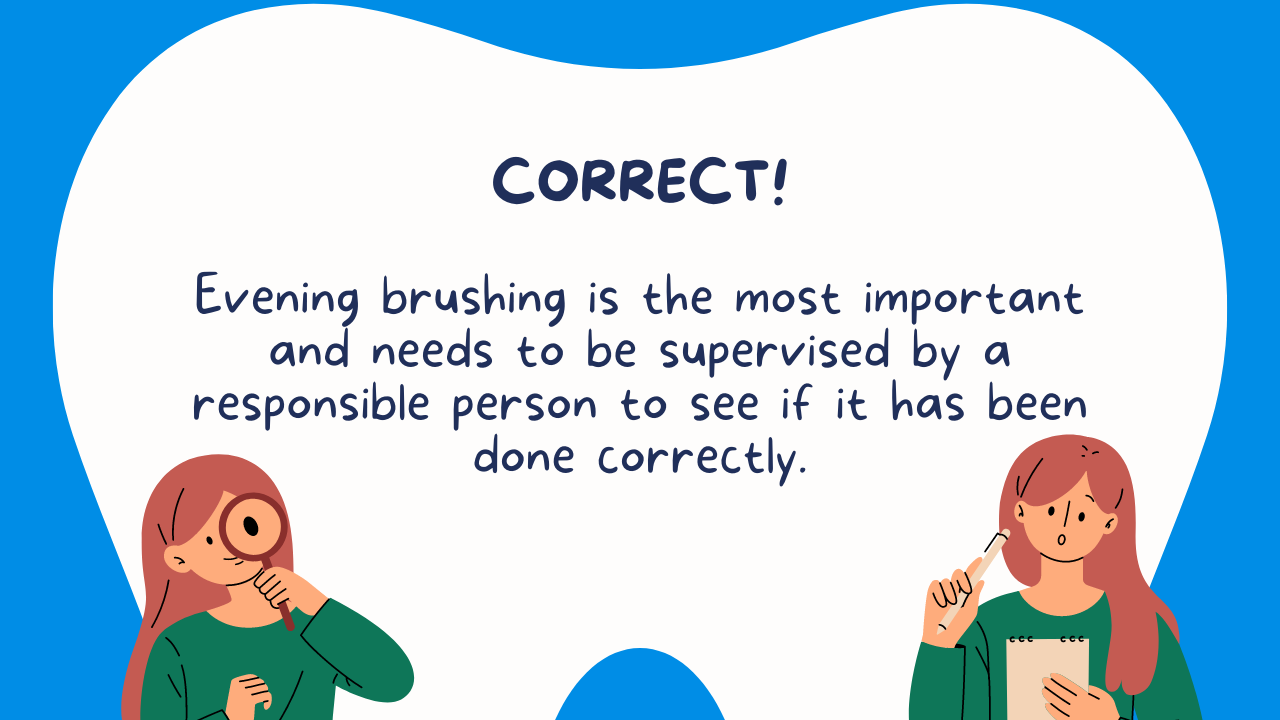 CORRECT!
Evening brushing is the most important
and needs to be supervised by a
responsible person to see if it has been
done correctly.